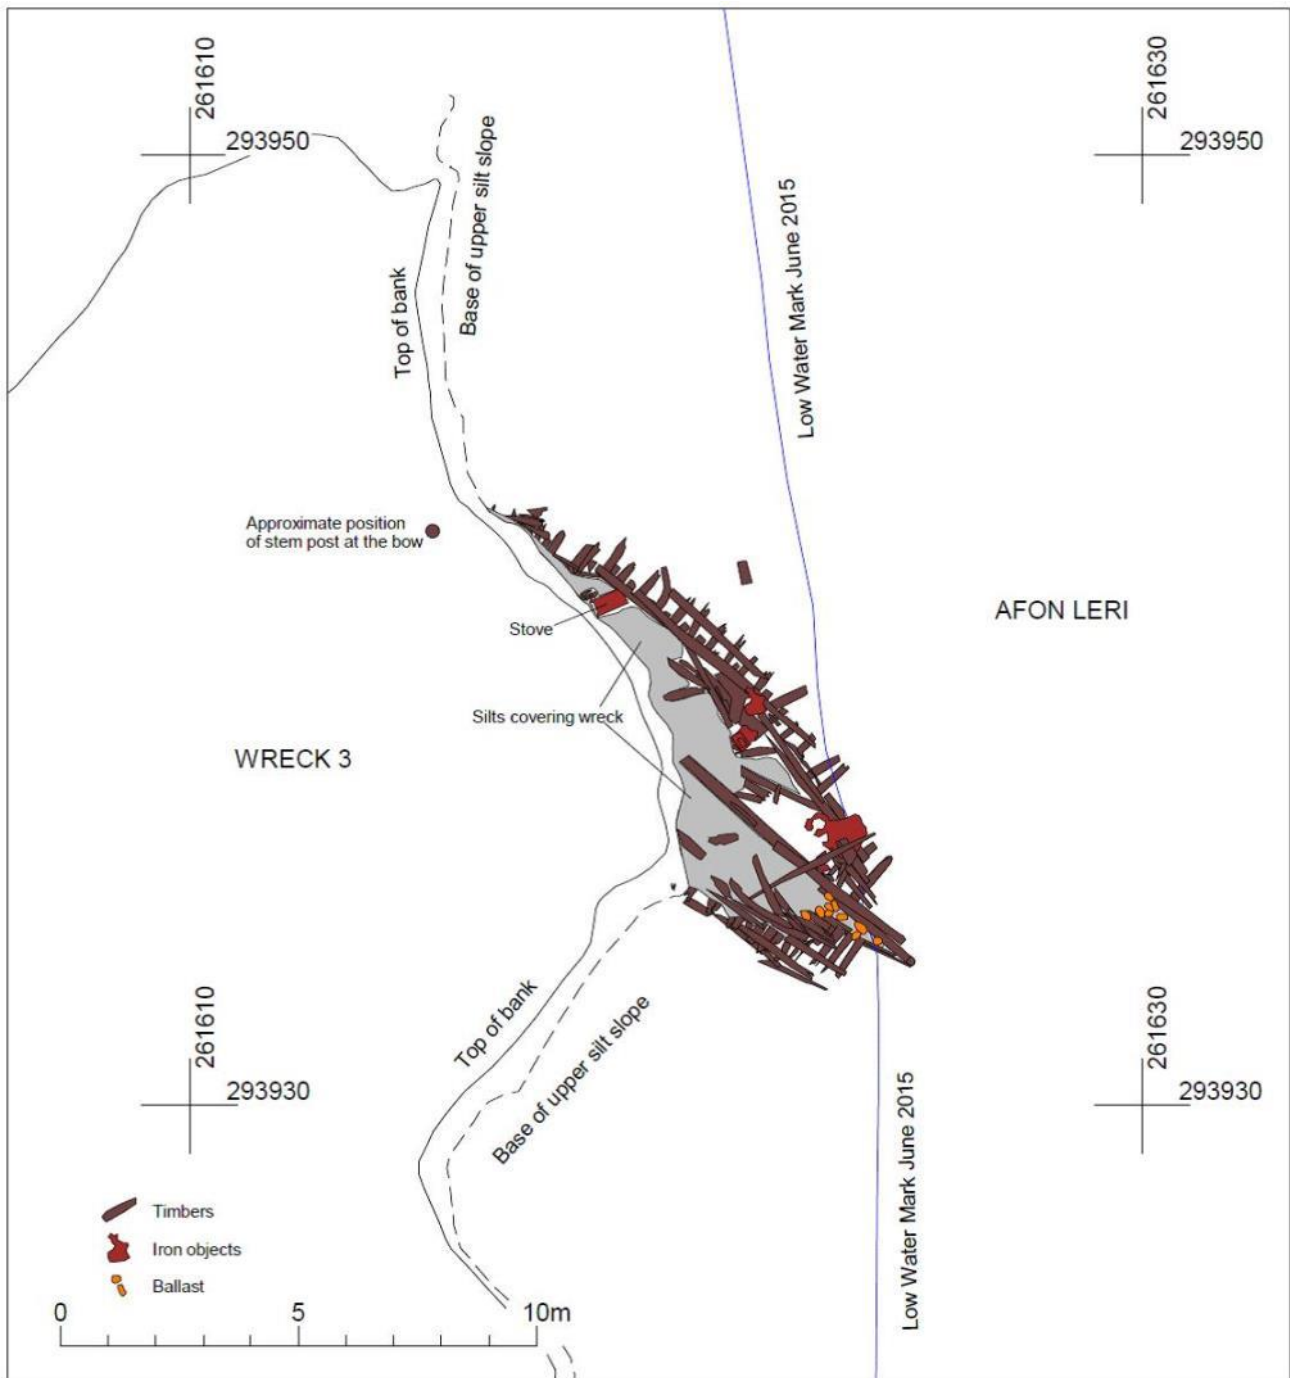 261610
293950
261630
293950
Base of upper silt slope
Top of bank
Low Water Mark June 2015
Approximate position
of stem post at the bow
AFON LERI
Stove
Silts covering wreck
WRECK 3
Top of bank
Base of upper silt slope
261610
293930
261630
293930
Low Water Mark June 2015
Timbers
Iron objects
Ballast
0 5 10m